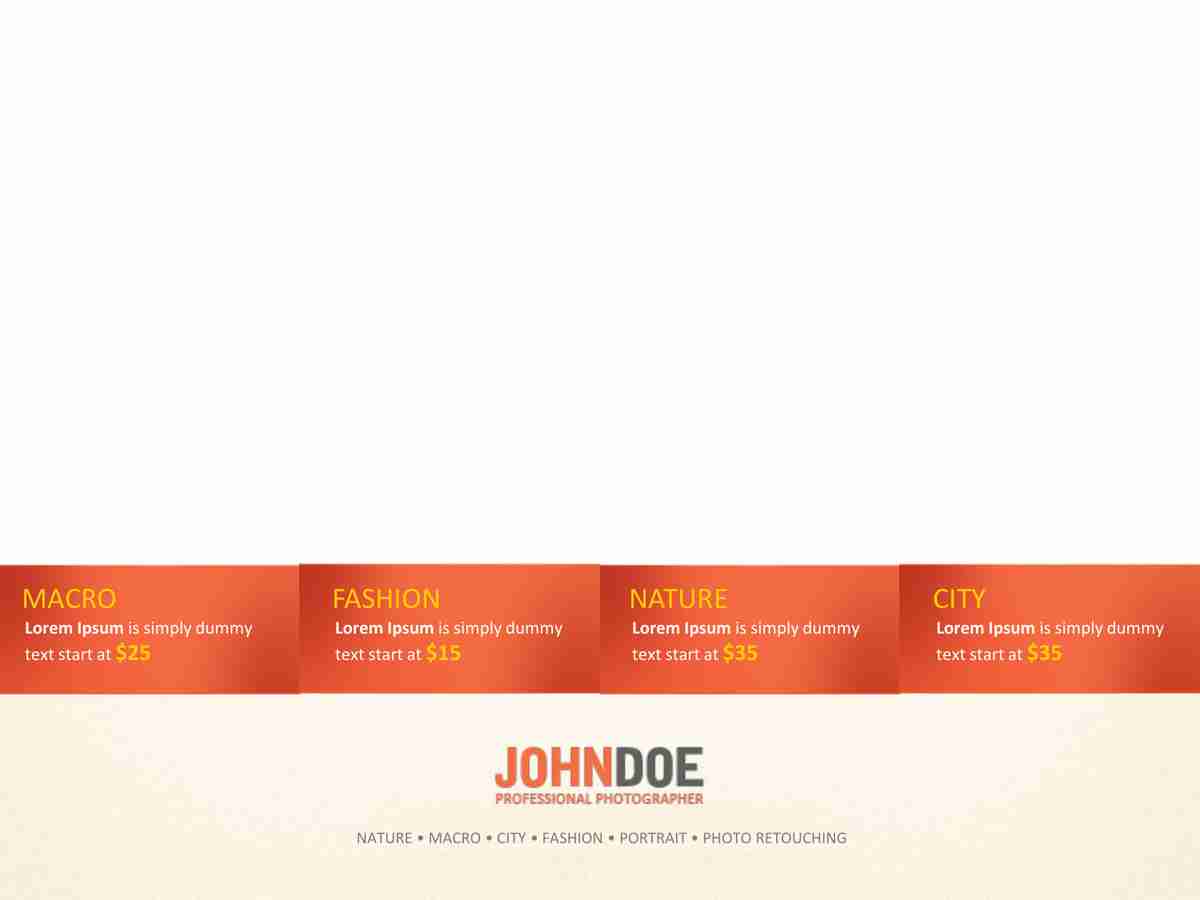 MACRO
Lorem Ipsum is simply dummy
text start at $25
FASHION
Lorem Ipsum is simply dummy
text start at $15
NATURE
Lorem Ipsum is simply dummy
text start at $35
CITY
Lorem Ipsum is simply dummy
text start at $35
JOHNDOE
PROFESSIONAL PHOTOGRAPHER
NATURE • MACRO • CITY • FASHION • PORTRAIT • PHOTO RETOUCHING